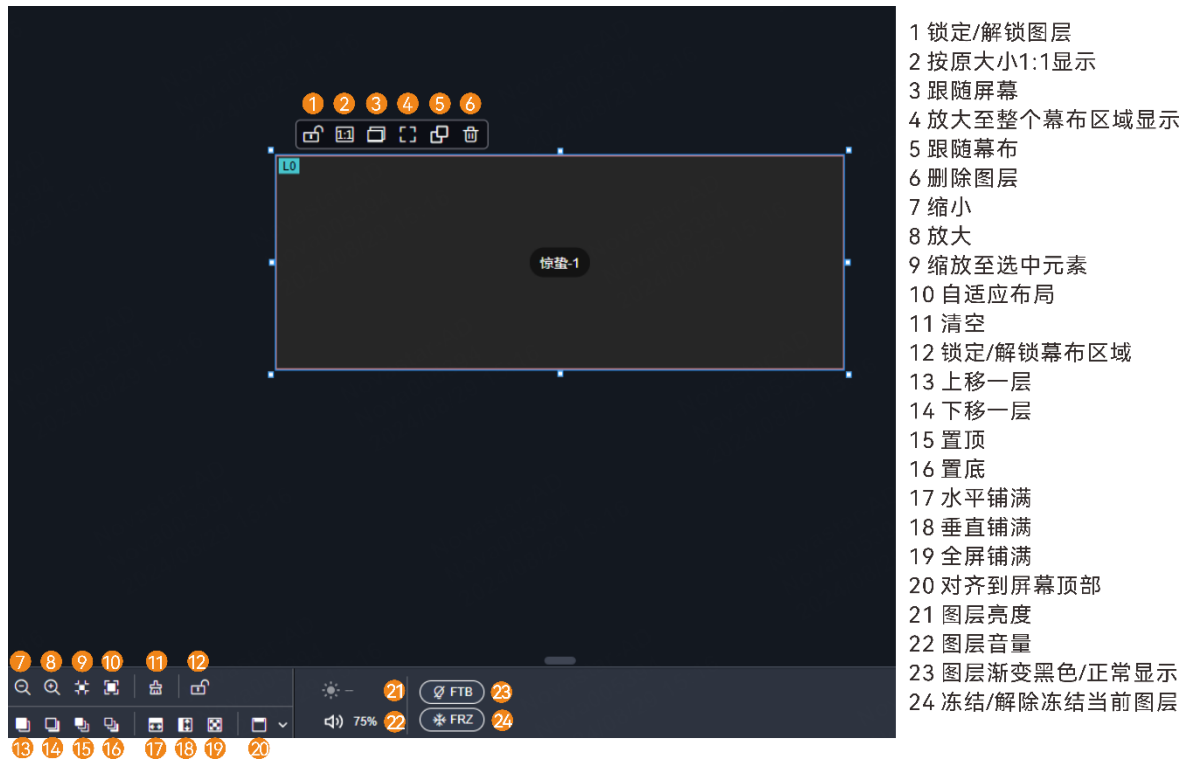 1 2 3 4 5 6
1:1
L0
惊蛰-1
7 8 9 10 11 12
21 FTB 23
75% 22 FRZ 24
13 14 15 16 17 18 19 20
1 锁定/解锁图层
2 按原大小1:1显示
3 跟随屏幕
4 放大至整个幕布区域显示
5 跟随幕布
6 删除图层
7 缩小
8 放大
9 缩放至选中元素
10 自适应布局
11 清空
12 锁定/解锁幕布区域
13 上移一层
14 下移一层
15 置顶
16 置底
17 水平铺满
18 垂直铺满
19 全屏铺满
20 对齐到屏幕顶部
21 图层亮度
22 图层音量
23 图层渐变黑色/正常显示
24 冻结/解除冻结当前图层